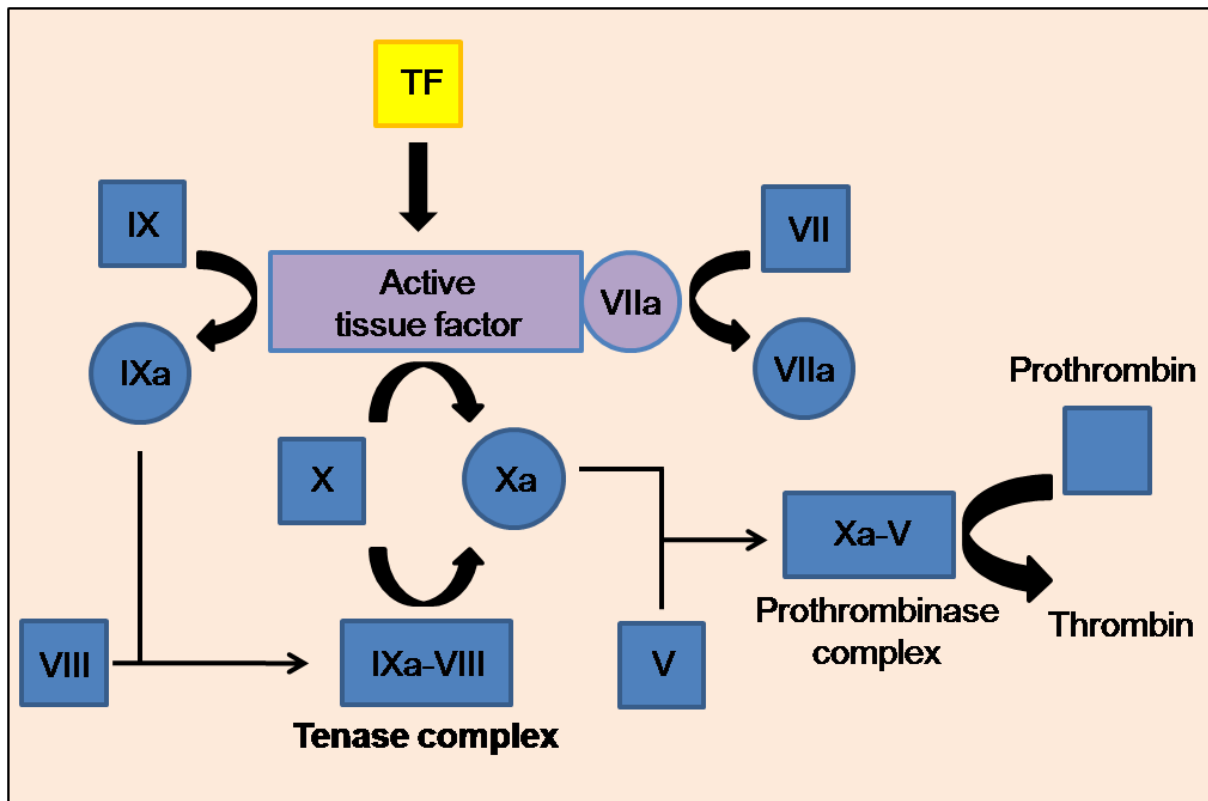 TF
IX
VII
Active
tissue factor
VIIa
IXa
VIIa
Prothrombin
X
Xa
Xa-V
Prothrombinase
complex
Thrombin
VIII
IXa-VIII
V
Tenase complex